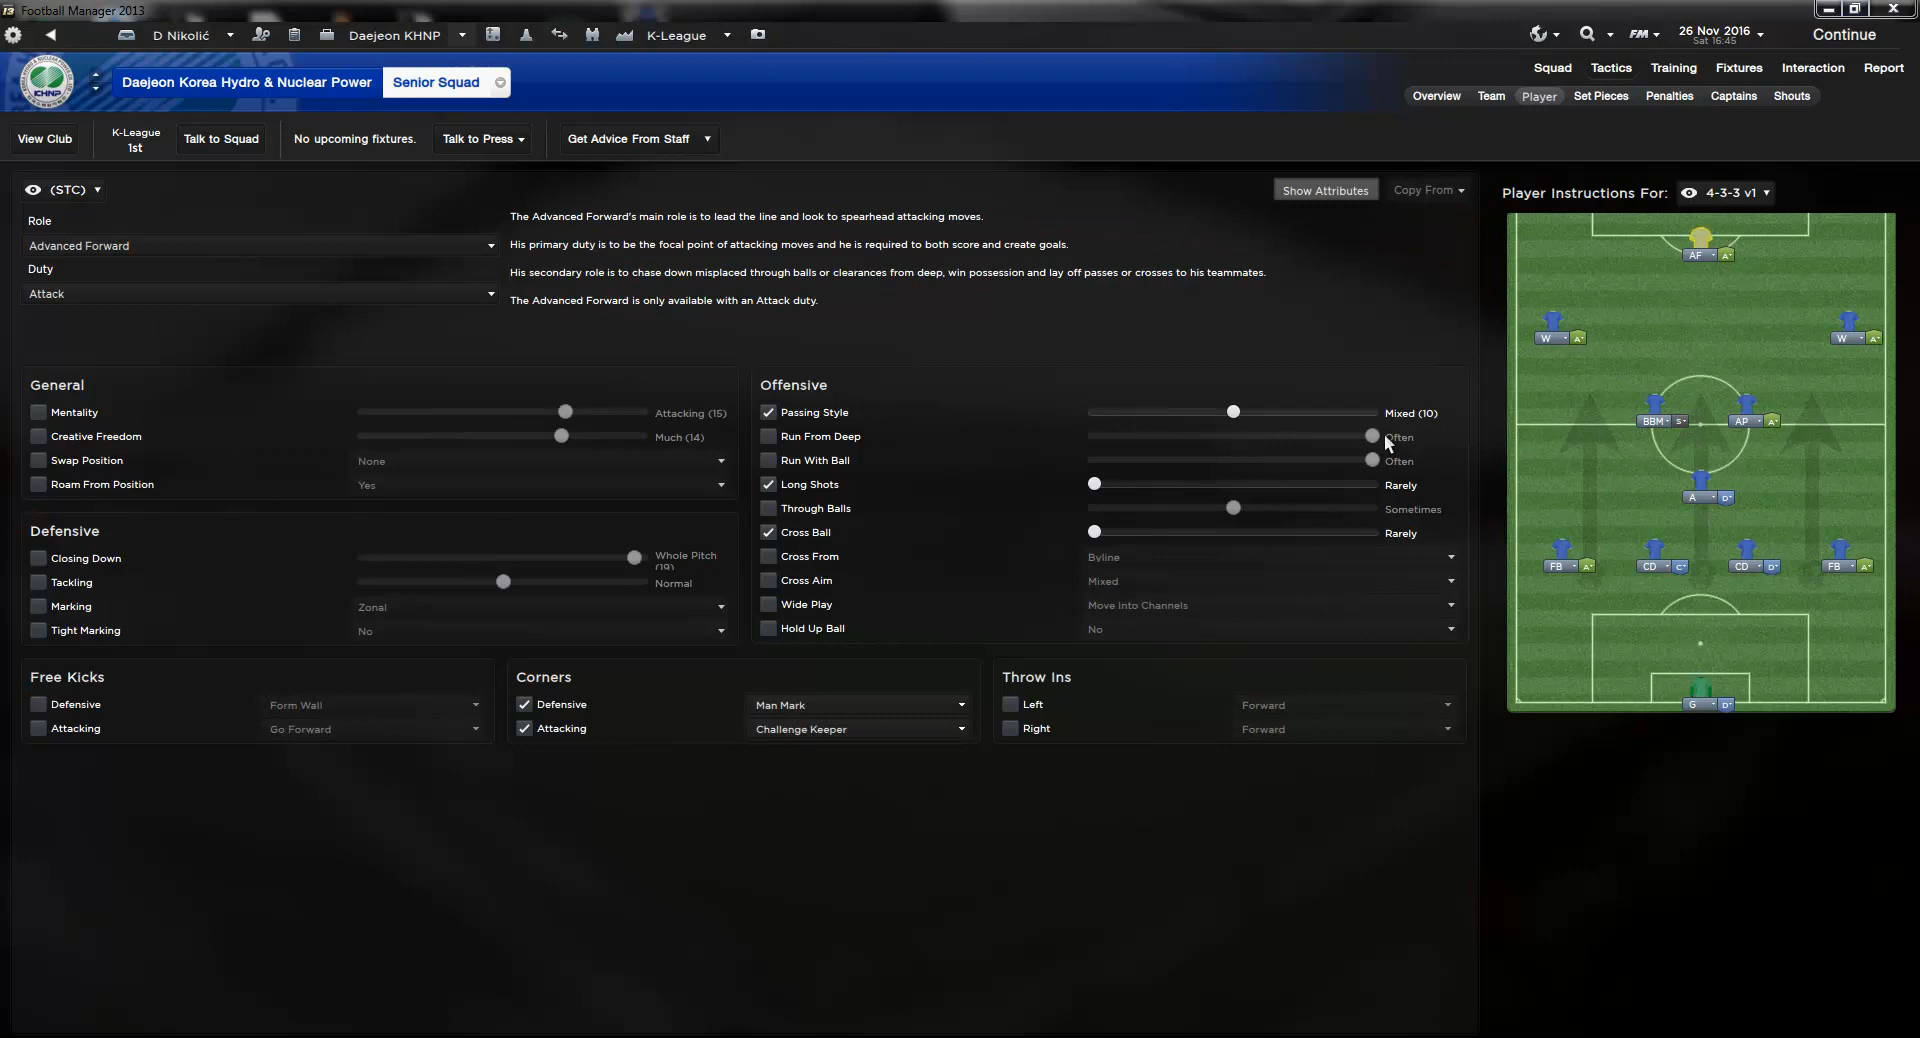 Football Manager 2013
D Nikolić
Daejeon KHNP
K-League
FM
26 Nov 2016
Sat 16:45
Continue
KHNP
Daejeon Korea Hydro & Nuclear Power
Senior Squad
Squad Tactics Training Fixtures Interaction Report
Overview Team Player Set Pieces Penalties Captains Shouts
View Club
K-League
1st
Talk to Squad
No upcoming fixtures.
Talk to Press
Get Advice From Staff
(STC)
Show Attributes
Copy From
Player Instructions For:
4-3-3 v1
Role
Advanced Forward
Duty
Attack
The Advanced Forward's main role is to lead the line and look to spearhead attacking moves.
His primary duty is to be the focal point of attacking moves and he is required to both score and create goals.
His secondary role is to chase down misplaced through balls or clearances from deep, win possession and lay off passes or crosses to his teammates.
The Advanced Forward is only available with an Attack duty.
General
Mentality Attacking (15)
Creative Freedom Much (14)
Swap Position None
Roam From Position Yes
Defensive
Closing Down Whole Pitch (19)
Tackling Normal
Marking Zonal
Tight Marking No
Offensive
Passing Style Mixed (10)
Run From Deep Often
Run With Ball Often
Long Shots Rarely
Through Balls Sometimes
Cross Ball Rarely
Cross From Byline
Cross Aim Mixed
Wide Play Move Into Channels
Hold Up Ball No
Free Kicks
Defensive Form Wall
Attacking Go Forward
Corners
Defensive Man Mark
Attacking Challenge Keeper
Throw Ins
Left Forward
Right Forward
AF A
W A W A
BBM S AP A
A D
FB A CD C CD D FB A
G D